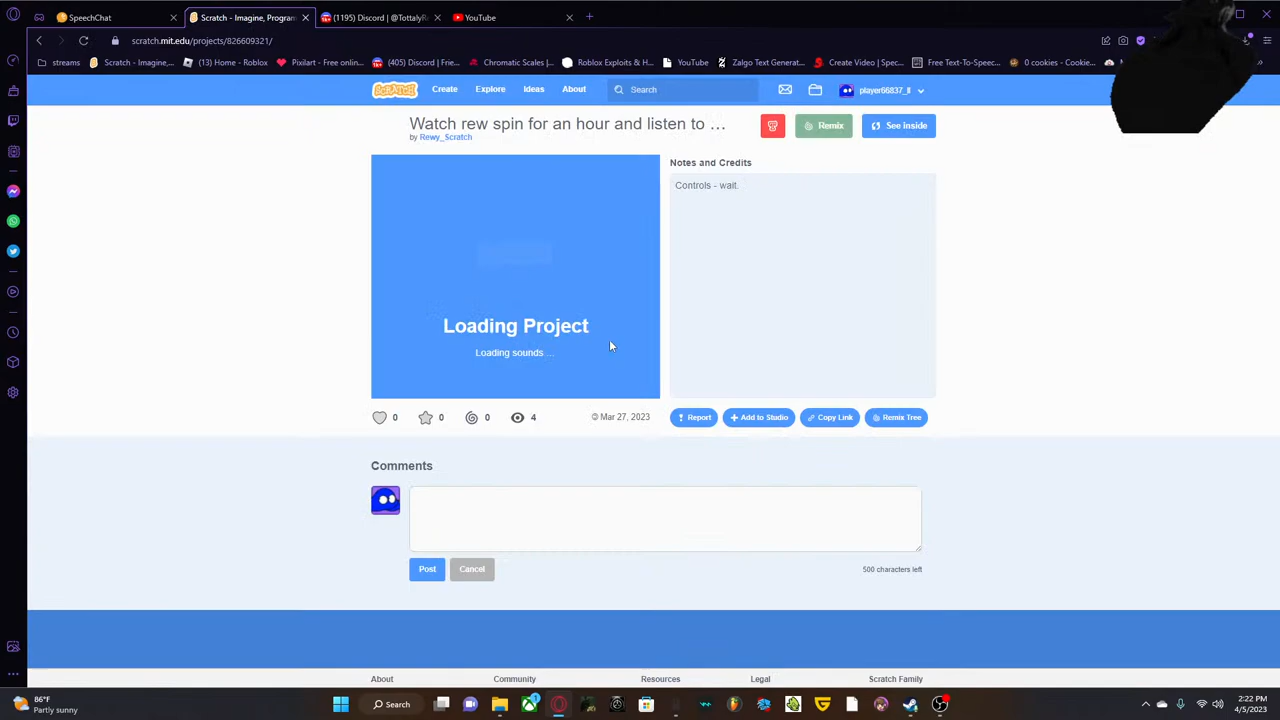 SpeechChat
Scratch - Imagine, Program
(1195) Discord | @TottalyR
YouTube
scratch.mit.edu/projects/826609321/
streams
Scratch - Imagine,...
(13) Home - Roblox
Pixilart - Free onlin...
(405) Discord | Frie...
Chromatic Scales |...
Roblox Exploits & H...
YouTube
Zalgo Text Generat...
Create Video | Spec...
Free Text-To-Speec...
0 cookies - Cookie...
SCRATCH
Create
Explore
Ideas
About
Search
player66837_ll
Watch rew spin for an hour and listen to ...
by Rewy_Scratch
Remix
See inside
Notes and Credits
Controls - wait.
Loading Project
Loading sounds ...
0
0
0
4
© Mar 27, 2023
Report
Add to Studio
Copy Link
Remix Tree
Comments
Post
Cancel
500 characters left
About
Community
Resources
Legal
Scratch Family
86°F
Partly sunny
Search
1
2:22 PM
4/5/2023